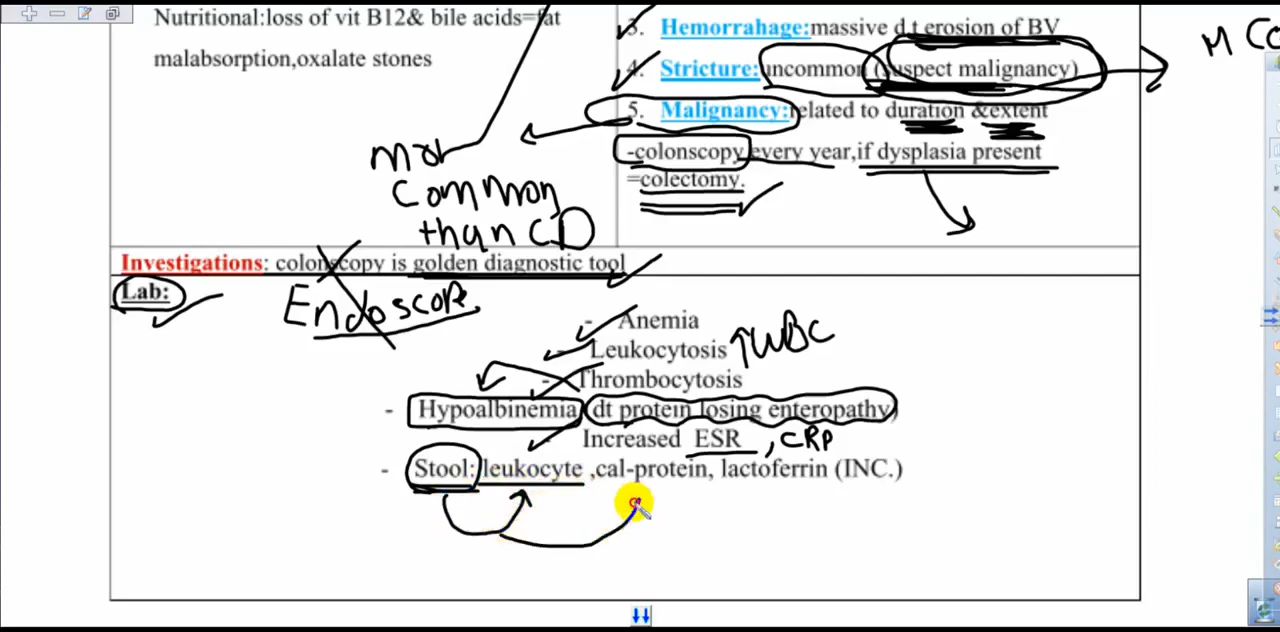 Nutritional:loss of vit B12& bile acids=fat
malabsorption,oxalate stones
3. Hemorrahage:massive d.t erosion of BV
4. Stricture: uncommon (suspect malignancy)
5. Malignancy:related to duration &extent
-colonscopy every year,if dysplasia present
=colectomy.
M CO
Common
than CD
Investigations: colonscopy is golden diagnostic tool
Lab:
Endoscope
- Anemia
Leukocytosis ↑WBC
- Thrombocytosis
- Hypoalbinemia (dt protein losing enteropathy)
Increased ESR , CRP
- Stool: leukocyte ,cal-protein, lactoferrin (INC.)